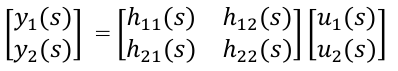 [y₁(s)] = [h₁₁(s) h₁₂(s)] [u₁(s)]
[y₂(s)] [h₂₁(s) h₂₂(s)] [u₂(s)]